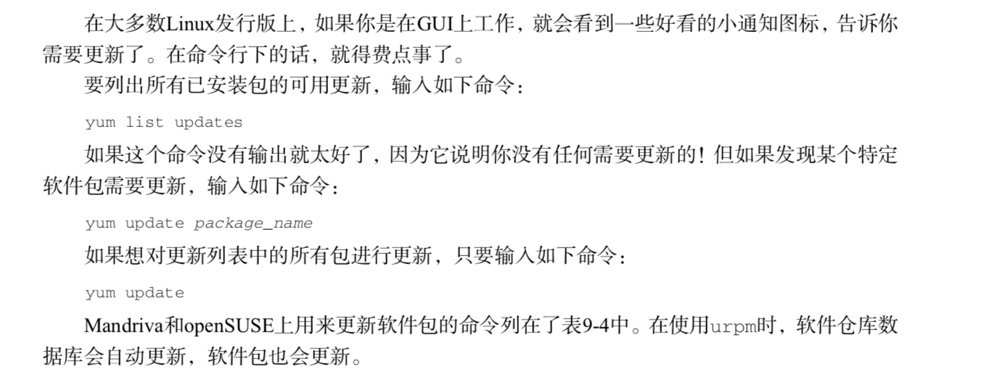 在大多数Linux发行版上，如果你是在GUI上工作，就会看到一些好看的小通知图标，告诉你
需要更新了。在命令行下的话，就得费点事了。
要列出所有已安装包的可用更新，输入如下命令：
yum list updates
如果这个命令没有输出就太好了，因为它说明你没有任何需要更新的！但如果发现某个特定
软件包需要更新，输入如下命令：
yum update package_name
如果想对更新列表中的所有包进行更新，只要输入如下命令：
yum update
Mandriva和openSUSE上用来更新软件包的命令列在了表9-4中。在使用urpm时，软件仓库数
据库会自动更新，软件包也会更新。